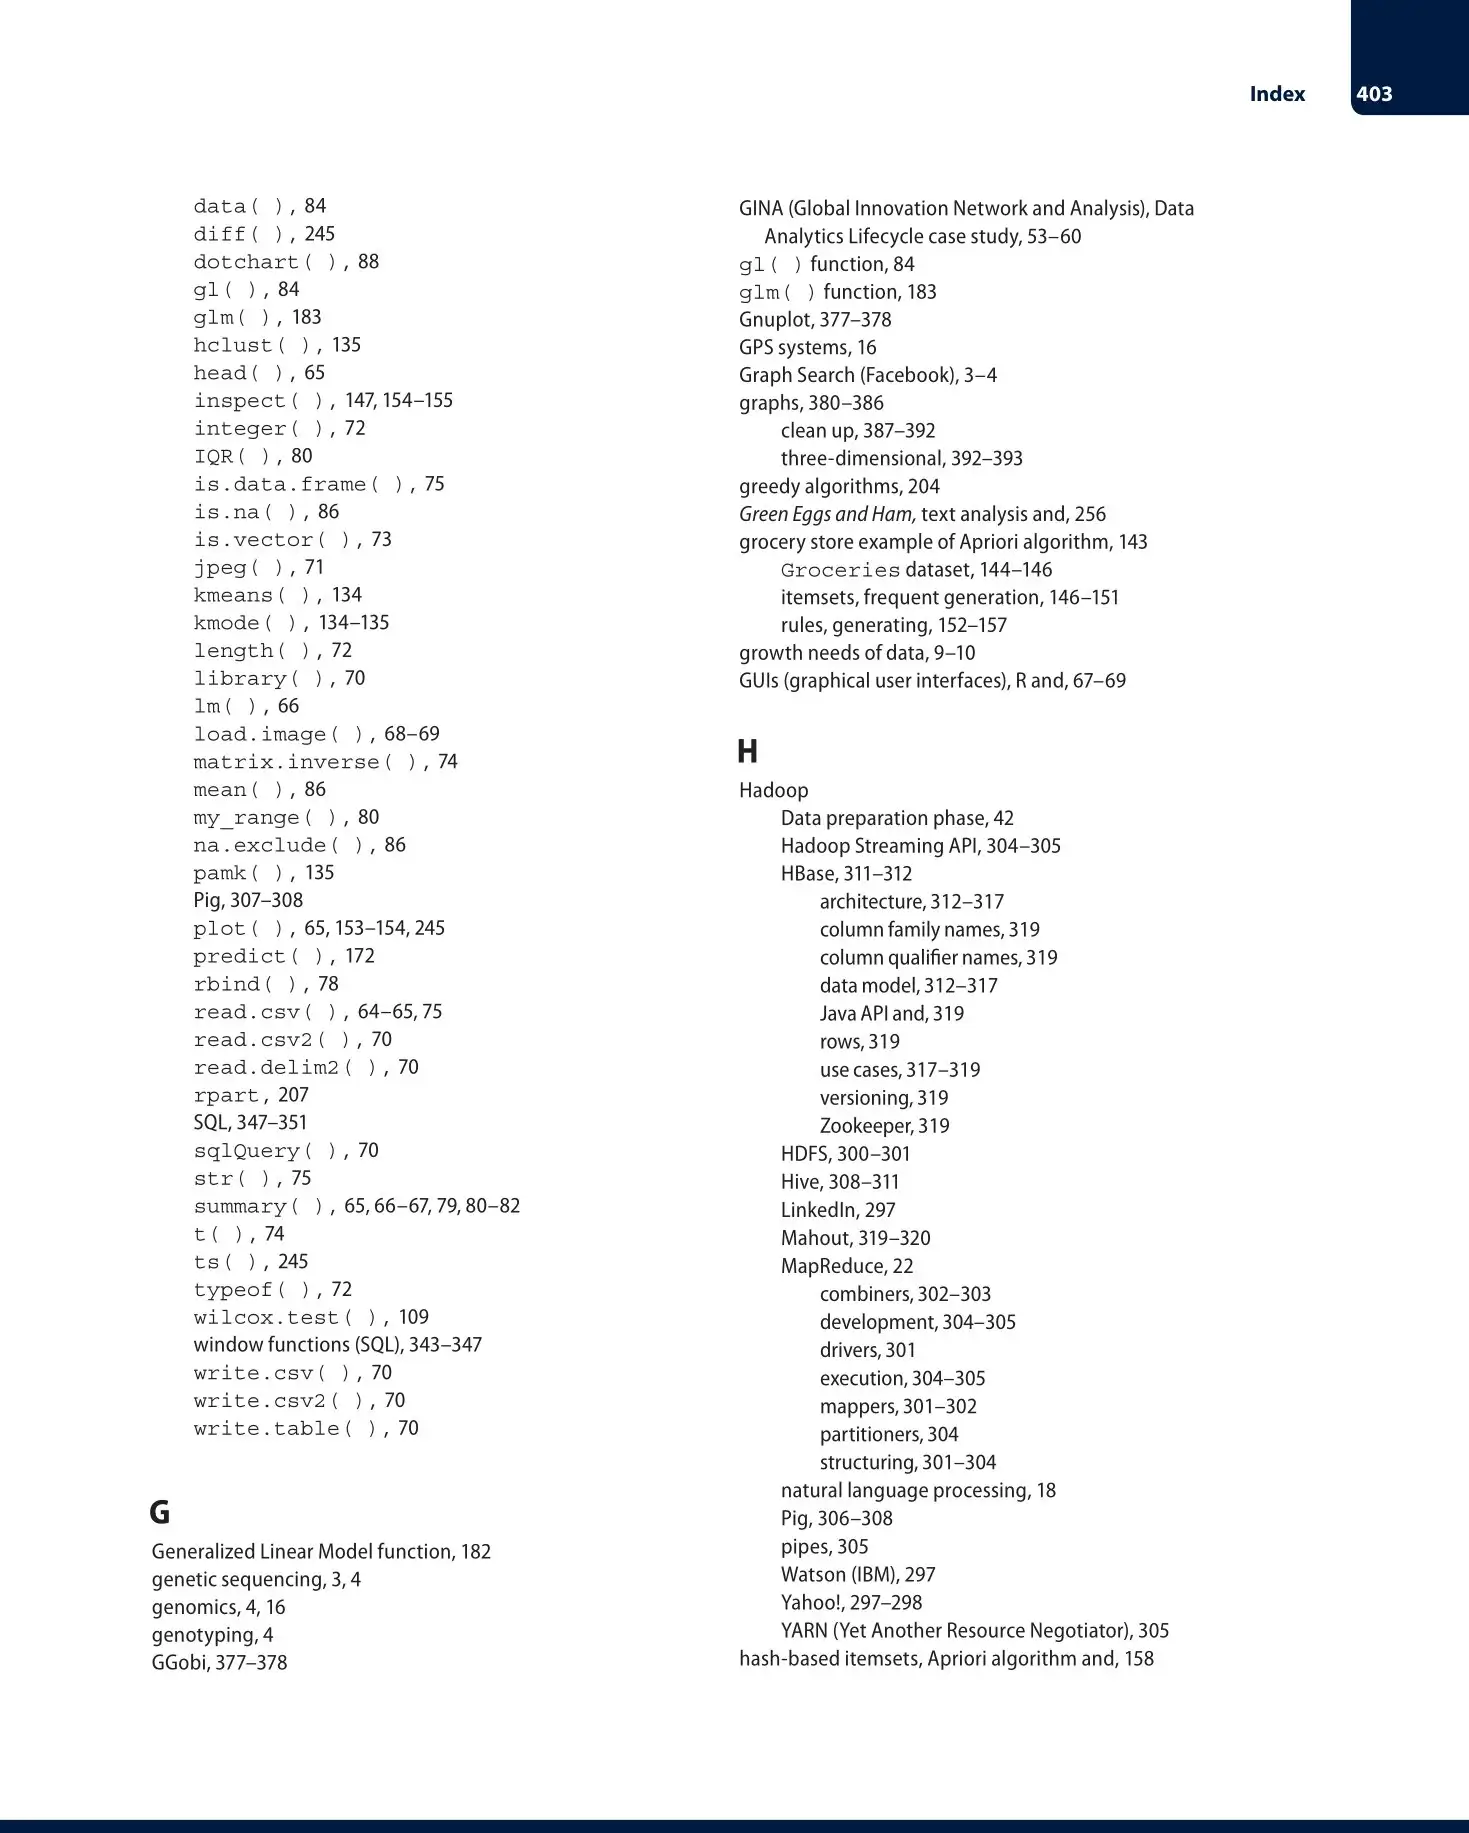 Index 403
data( ), 84
diff( ), 245
dotchart( ), 88
gl( ), 84
glm( ), 183
hclust( ), 135
head( ), 65
inspect( ), 147, 154–155
integer( ), 72
IQR( ), 80
is.data.frame( ), 75
is.na( ), 86
is.vector( ), 73
jpeg( ), 71
kmeans( ), 134
kmode( ), 134–135
length( ), 72
library( ), 70
lm( ), 66
load.image( ), 68–69
matrix.inverse( ), 74
mean( ), 86
my_range( ), 80
na.exclude( ), 86
pamk( ), 135
Pig, 307–308
plot( ), 65, 153–154, 245
predict( ), 172
rbind( ), 78
read.csv( ), 64–65, 75
read.csv2( ), 70
read.delim2( ), 70
rpart, 207
SQL, 347–351
sqlQuery( ), 70
str( ), 75
summary( ), 65, 66–67, 79, 80–82
t( ), 74
ts( ), 245
typeof( ), 72
wilcox.test( ), 109
window functions (SQL), 343–347
write.csv( ), 70
write.csv2( ), 70
write.table( ), 70
G
Generalized Linear Model function, 182
genetic sequencing, 3, 4
genomics, 4, 16
genotyping, 4
GGobi, 377–378
GINA (Global Innovation Network and Analysis), Data
Analytics Lifecycle case study, 53–60
gl( ) function, 84
glm( ) function, 183
Gnuplot, 377–378
GPS systems, 16
Graph Search (Facebook), 3–4
graphs, 380–386
clean up, 387–392
three-dimensional, 392–393
greedy algorithms, 204
Green Eggs and Ham, text analysis and, 256
grocery store example of Apriori algorithm, 143
Groceries dataset, 144–146
itemsets, frequent generation, 146–151
rules, generating, 152–157
growth needs of data, 9–10
GUIs (graphical user interfaces), R and, 67–69
H
Hadoop
Data preparation phase, 42
Hadoop Streaming API, 304–305
HBase, 311–312
architecture, 312–317
column family names, 319
column qualifier names, 319
data model, 312–317
Java API and, 319
rows, 319
use cases, 317–319
versioning, 319
Zookeeper, 319
HDFS, 300–301
Hive, 308–311
LinkedIn, 297
Mahout, 319–320
MapReduce, 22
combiners, 302–303
development, 304–305
drivers, 301
execution, 304–305
mappers, 301–302
partitioners, 304
structuring, 301–304
natural language processing, 18
Pig, 306–308
pipes, 305
Watson (IBM), 297
Yahoo!, 297–298
YARN (Yet Another Resource Negotiator), 305
hash-based itemsets, Apriori algorithm and, 158